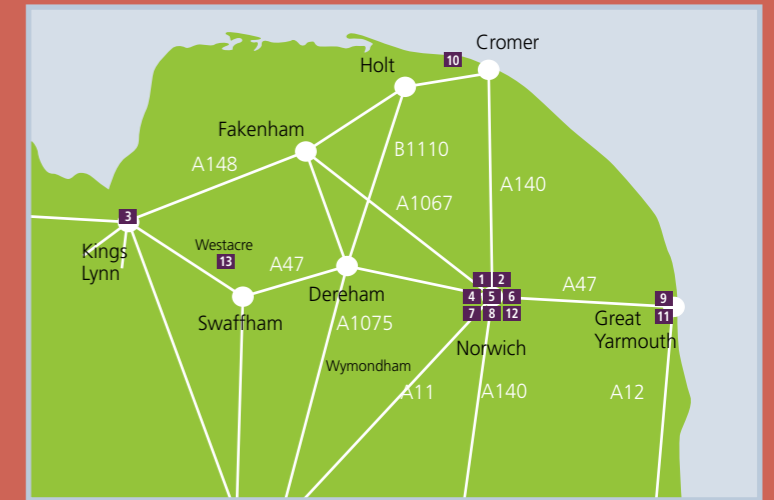 Cromer
10
Holt
Fakenham
B1110
A148
A140
A1067
3
Kings
Lynn
Westacre
13
A47
Dereham
Swaffham
A1075
1 2
4 5 6
7 8 12
Norwich
A47
9
11
Great
Yarmouth
Wymondham
A11
A140
A12